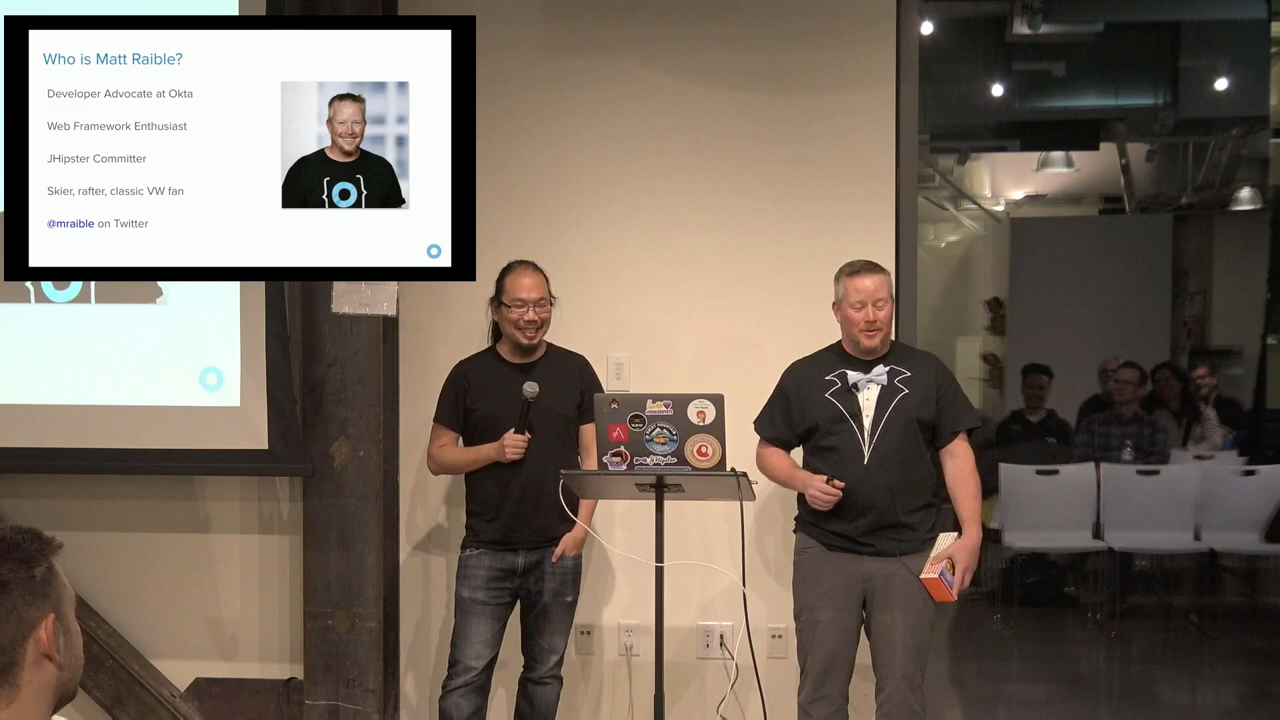 Who is Matt Raible?
Developer Advocate at Okta
Web Framework Enthusiast
JHipster Committer
Skier, rafter, classic VW fan
@mraible on Twitter
JHipster